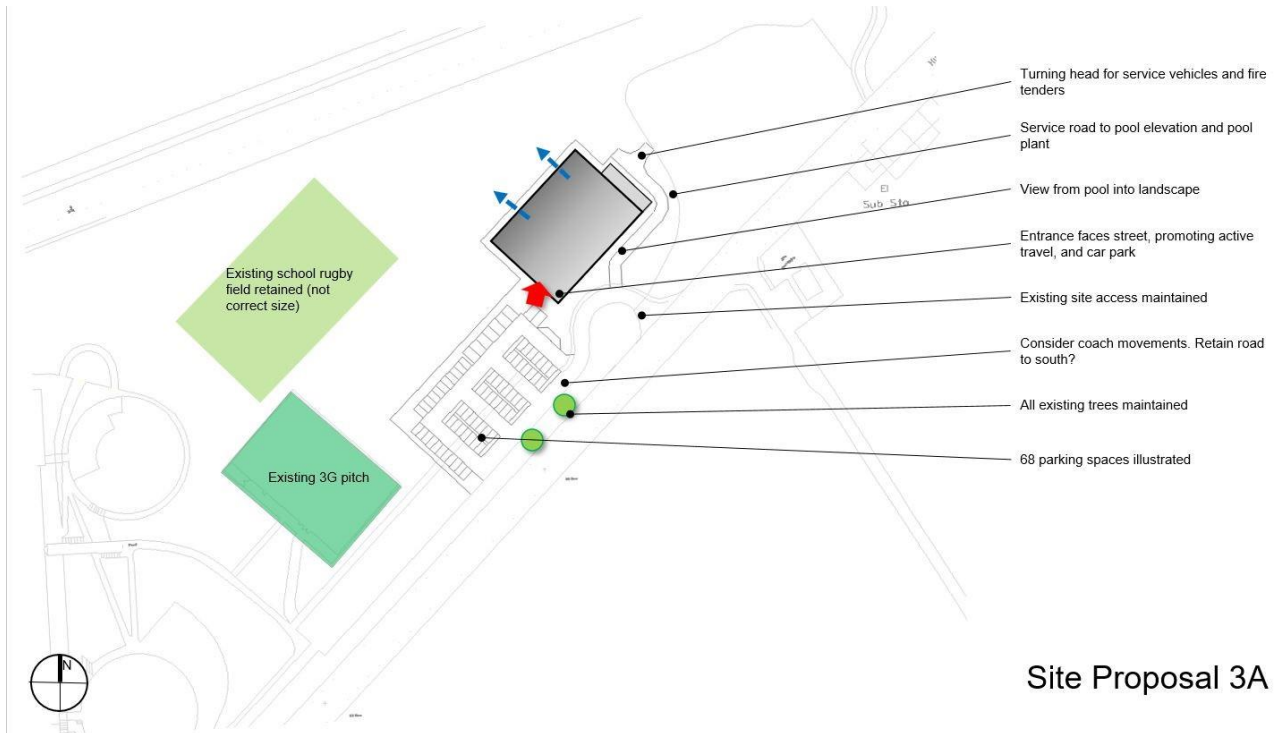 Turning head for service vehicles and fire
tenders
Service road to pool elevation and pool
plant
View from pool into landscape
El
Sub Sta
Entrance faces street, promoting active
travel, and car park
Existing school rugby
field retained (not
correct size)
Existing site access maintained
Consider coach movements. Retain road
to south?
All existing trees maintained
68 parking spaces illustrated
Existing 3G pitch
N
Site Proposal 3A